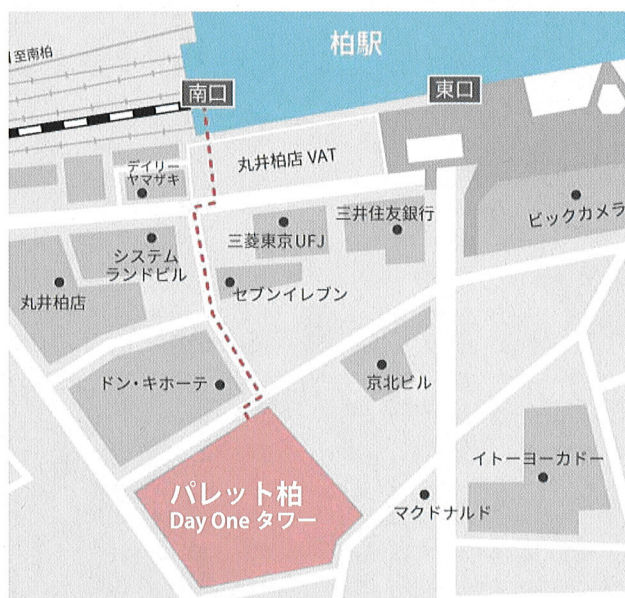 柏駅
至南柏
南口
東口
丸井柏店 VAT
デイリー
ヤマザキ
三井住友銀行
ビックカメラ
三菱東京UFJ
システム
ランドビル
セブンイレブン
丸井柏店
ドン・キホーテ
京北ビル
イトーヨーカドー
パレット柏
Day One タワー
マクドナルド